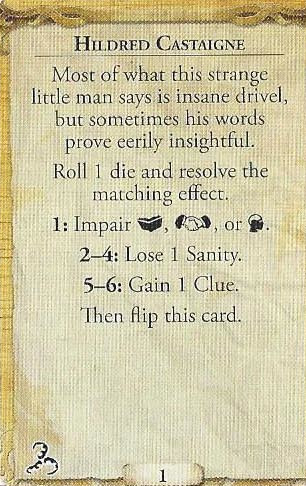 HILDRED CASTAIGNE
Most of what this strange
little man says is insane drivel,
but sometimes his words
prove eerily insightful.
Roll 1 die and resolve the
matching effect.
1: Impair , , or .
2–4: Lose 1 Sanity.
5–6: Gain 1 Clue.
Then flip this card.
1